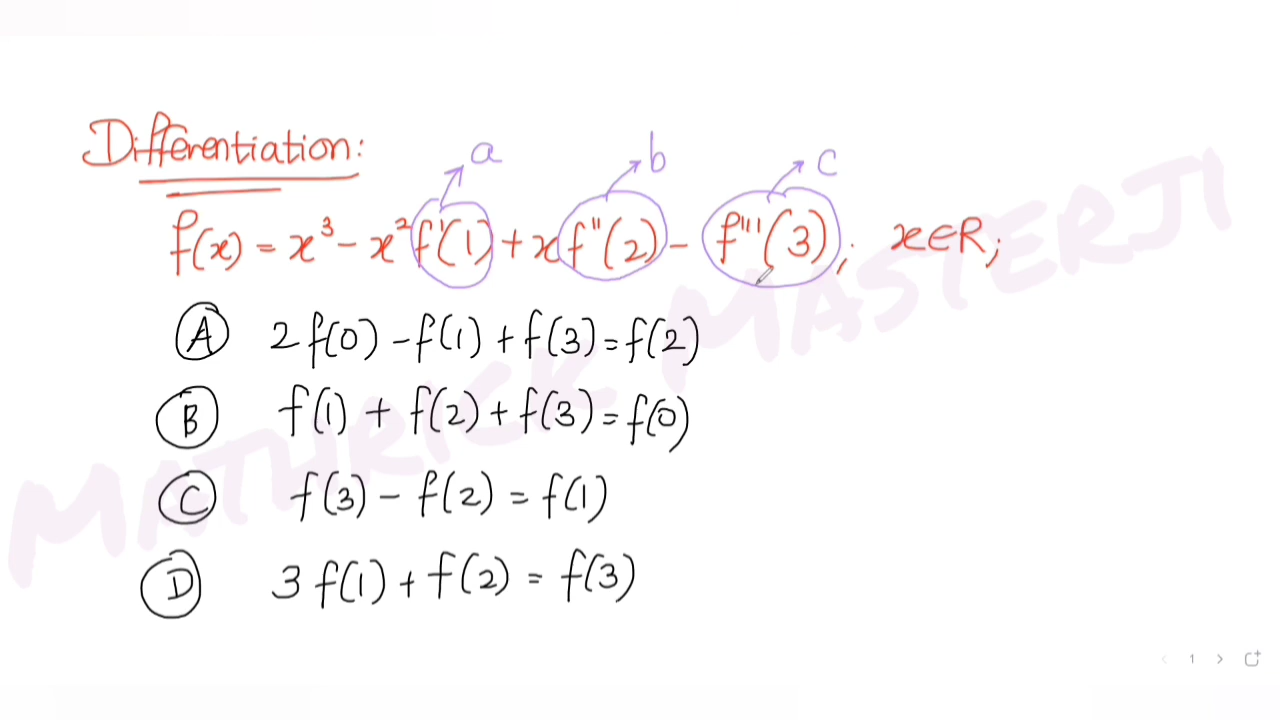 Differentiation:
a b c
f(x) = x³ - x²f'(1) + xf''(2) - f'''(3); x∈R;
A 2f(0) - f(1) + f(3) = f(2)
B f(1) + f(2) + f(3) = f(0)
C f(3) - f(2) = f(1)
D 3f(1) + f(2) = f(3)
MATHRICK MASTERJI
1